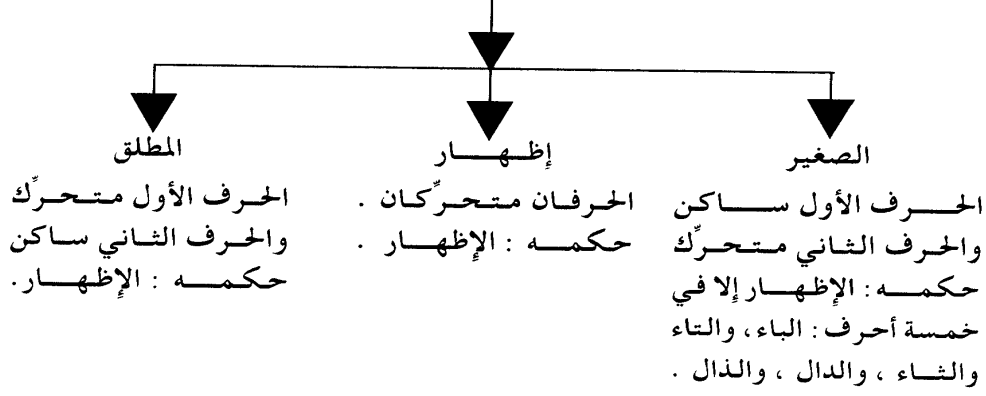 الصغير
الحرف الأول ساكن
والحرف الثاني متحرِّك
حكمه : الإظهار إلا في
خمسة أحرف : الباء، والتاء
والثاء ، والدال ، والذال .
إظهار
الحرفان متحرِّكان .
حكمه : الإظهار .
المطلق
الحرف الأول متحرِّك
والحرف الثاني ساكن
حكمه : الإظهار.